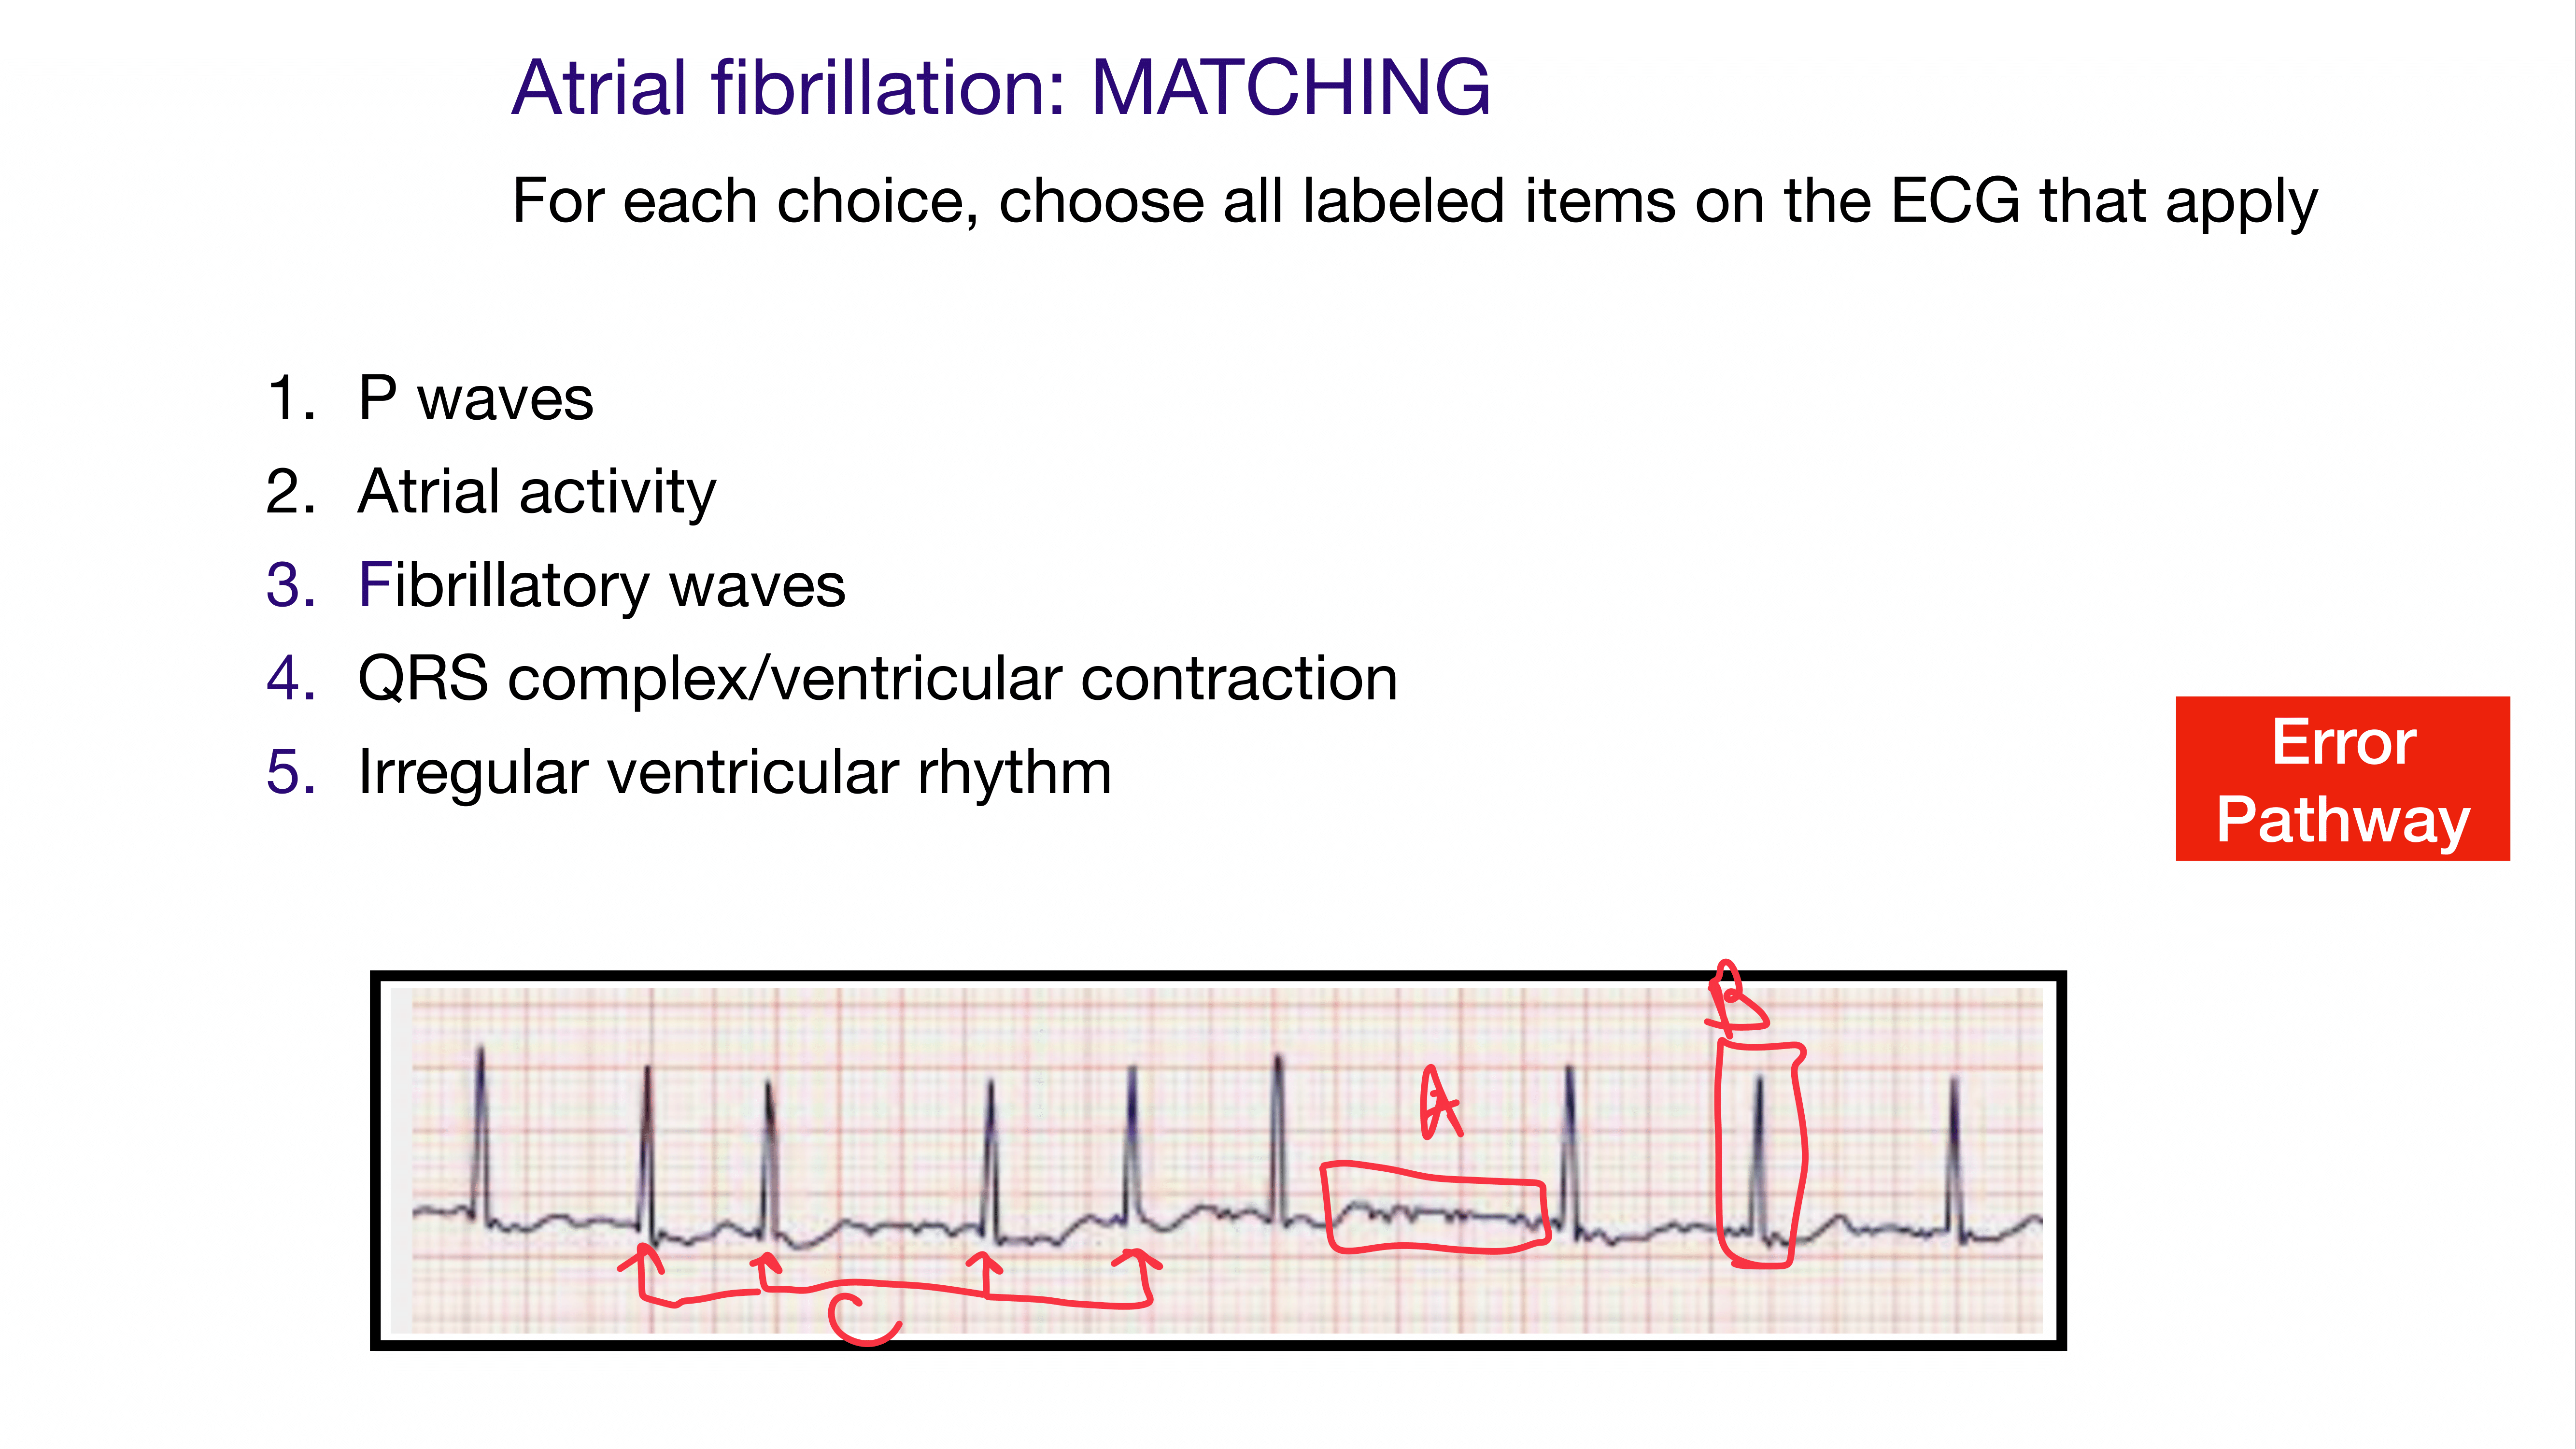 Atrial fibrillation: MATCHING
For each choice, choose all labeled items on the ECG that apply
1. P waves
2. Atrial activity
3. Fibrillatory waves
4. QRS complex/ventricular contraction
5. Irregular ventricular rhythm
Error
Pathway
B
A
C